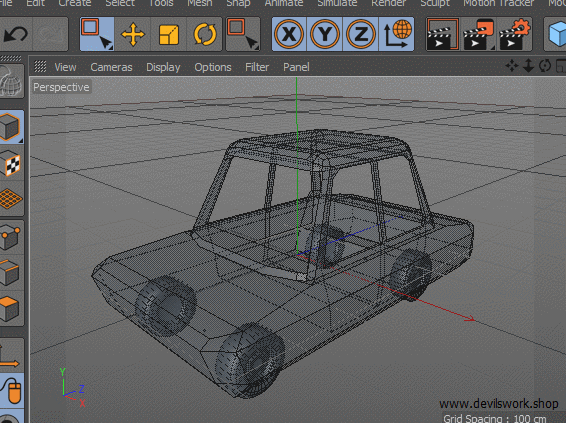 File Edit Create Select Tools Mesh Snap Animate Simulate Render Sculpt Motion Tracker
X Y Z
View Cameras Display Options Filter Panel
Perspective
Y
Z
X
www.devilswork.shop
Grid Spacing : 100 cm